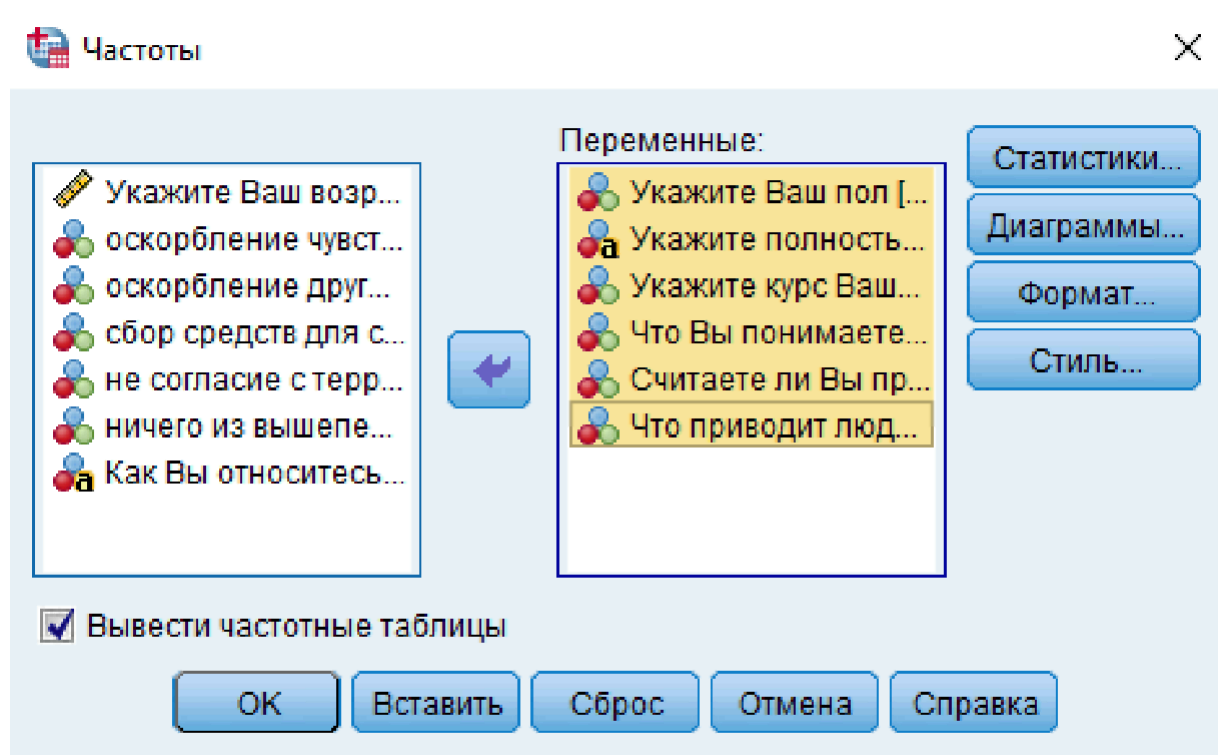 Частоты
Переменные:
Укажите Ваш возр...
оскорбление чувст...
оскорбление друг...
сбор средств для с...
не согласие с терр...
ничего из вышепе...
a Как Вы относитесь...
Укажите Ваш пол [...
a Укажите полность...
Укажите курс Ваш...
Что Вы понимаете...
Считаете ли Вы пр...
Что приводит люд...
Статистики...
Диаграммы...
Формат...
Стиль...
Вывести частотные таблицы
ОК Вставить Сброс Отмена Справка